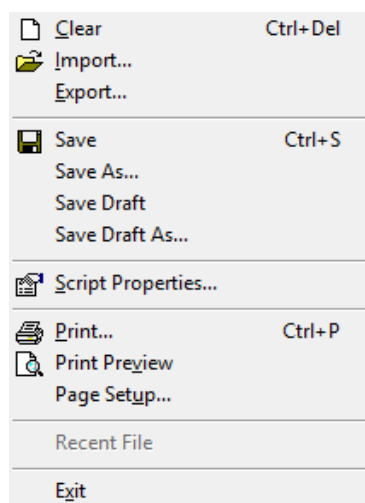 Clear Ctrl+Del
Import...
Export...
Save Ctrl+S
Save As...
Save Draft
Save Draft As...
Script Properties...
Print... Ctrl+P
Print Preview
Page Setup...
Recent File
Exit